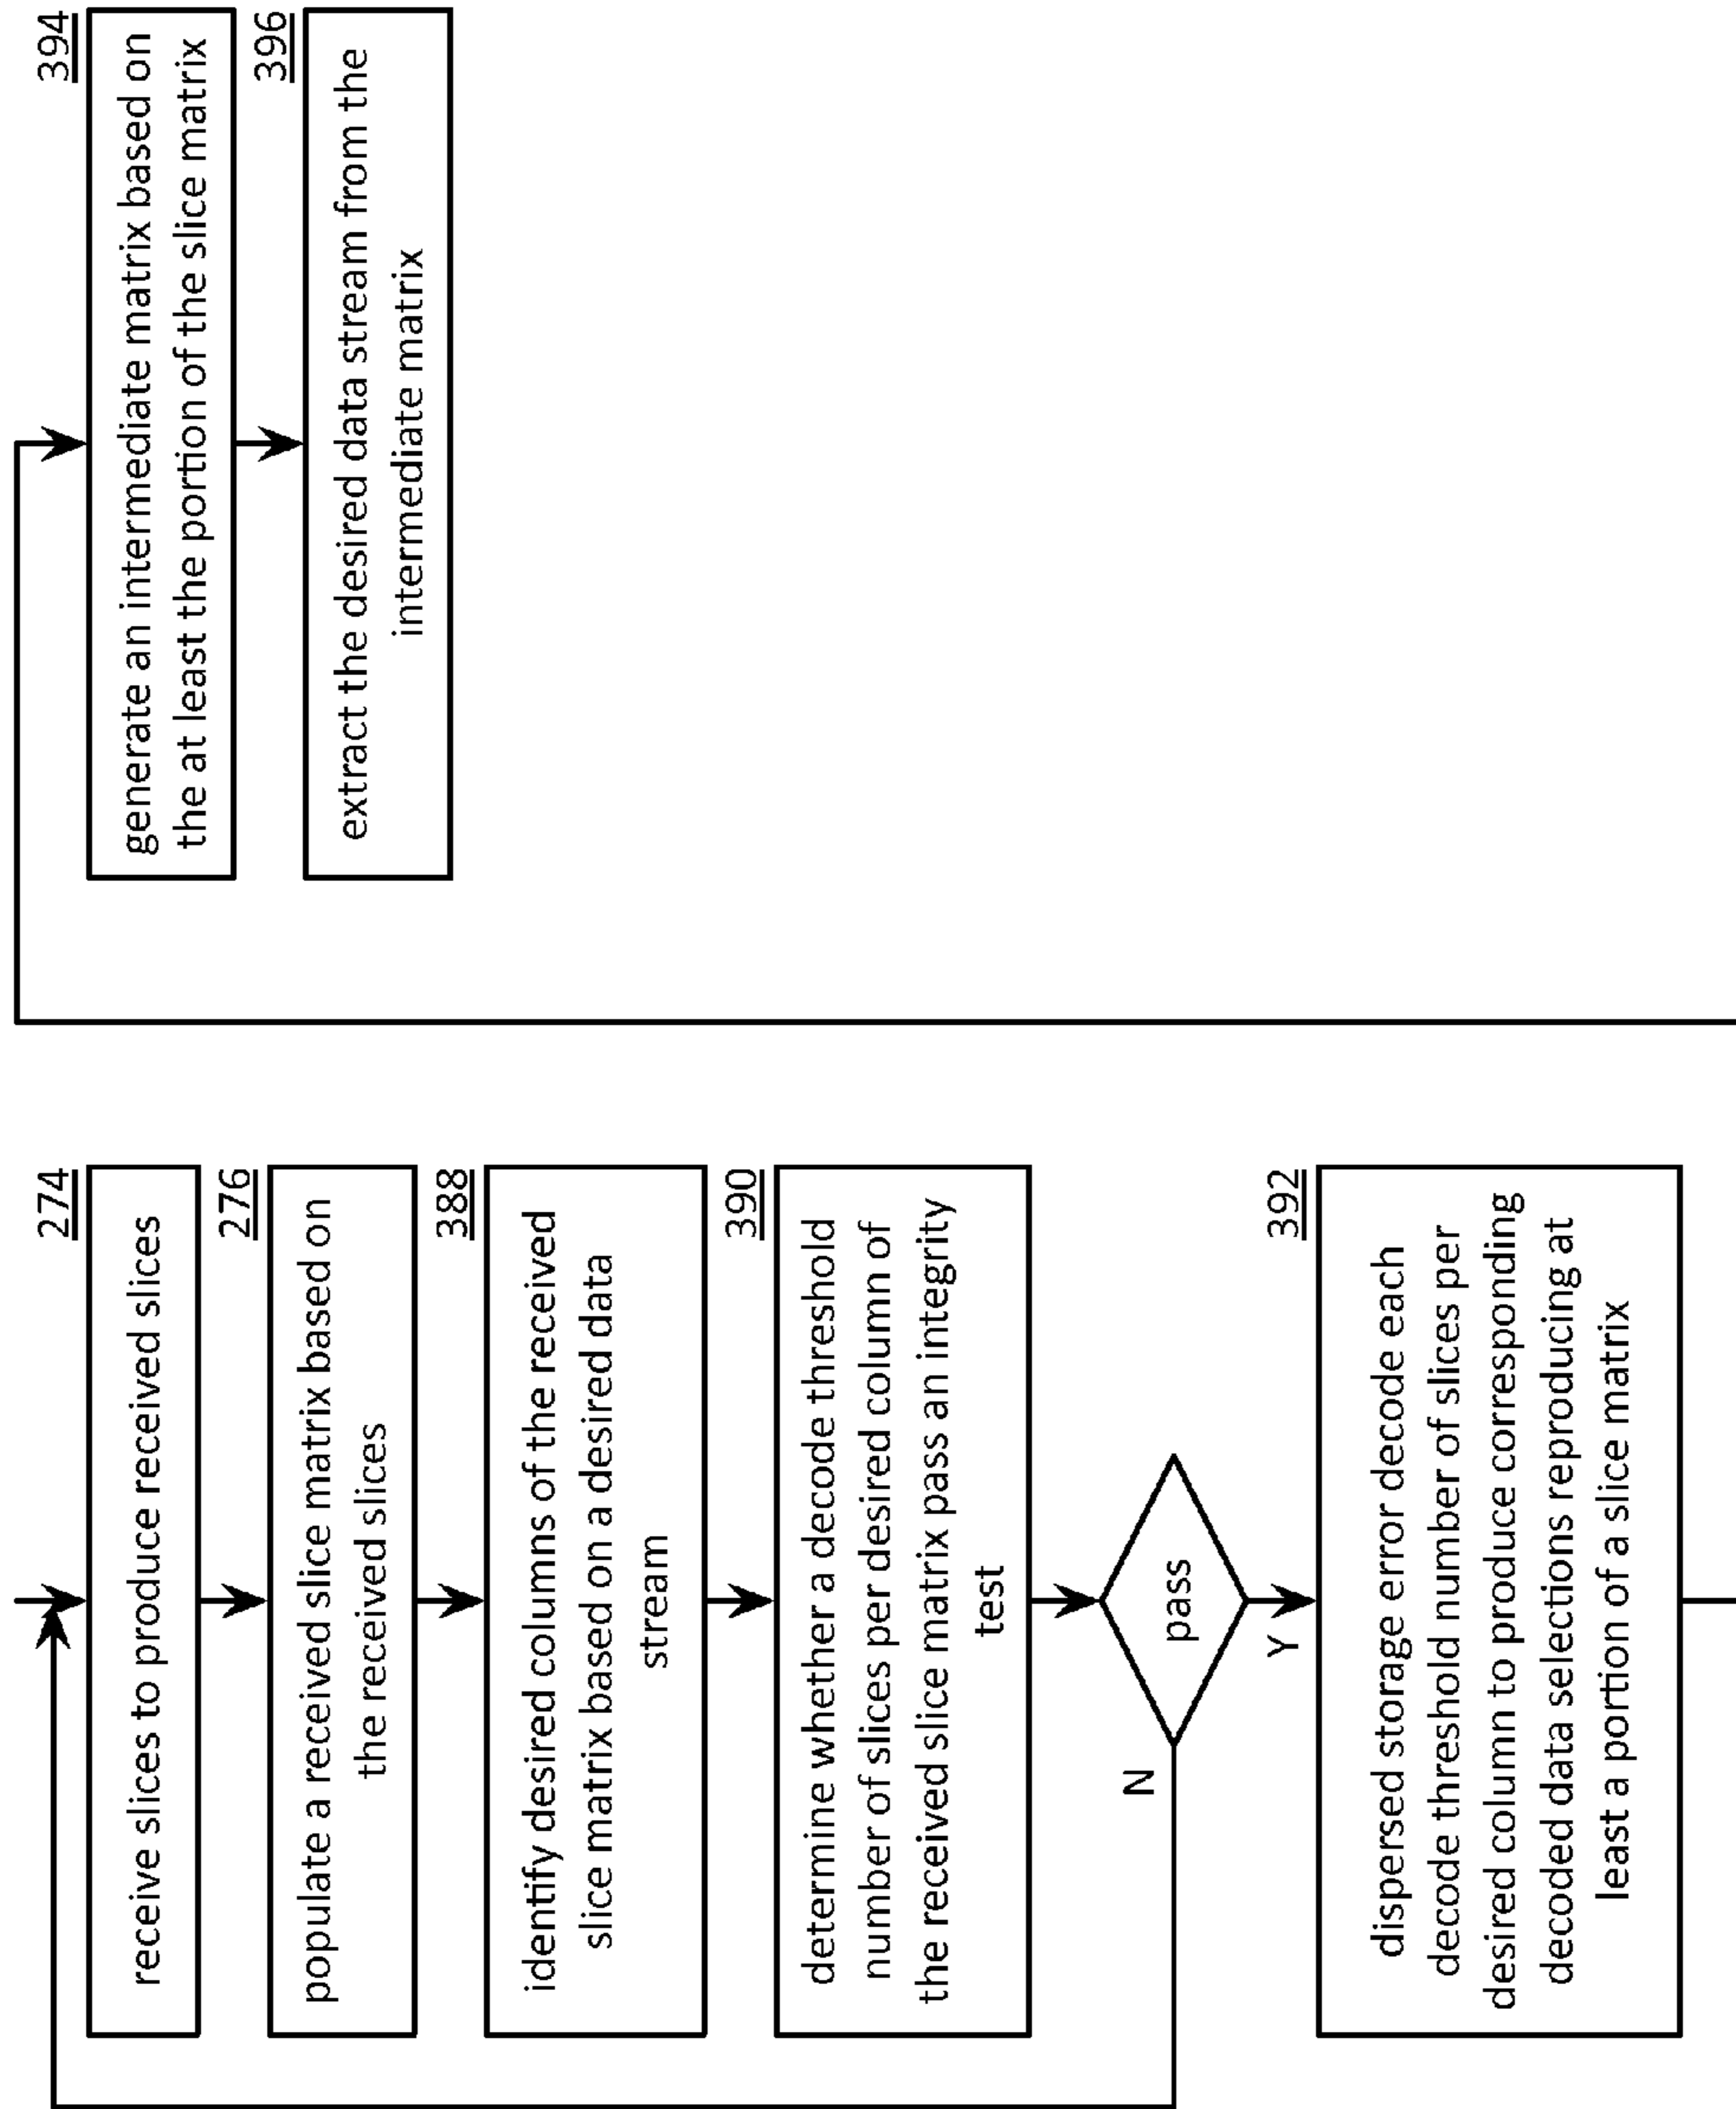 274
receive slices to produce received slices
276
populate a received slice matrix based on
the received slices
388
identify desired columns of the received
slice matrix based on a desired data
stream
390
determine whether a decode threshold
number of slices per desired column of
the received slice matrix pass an integrity
test
pass
N
Y
392
dispersed storage error decode each
decode threshold number of slices per
desired column to produce corresponding
decoded data selections reproducing at
least a portion of a slice matrix
394
generate an intermediate matrix based on
the at least the portion of the slice matrix
396
extract the desired data stream from the
intermediate matrix